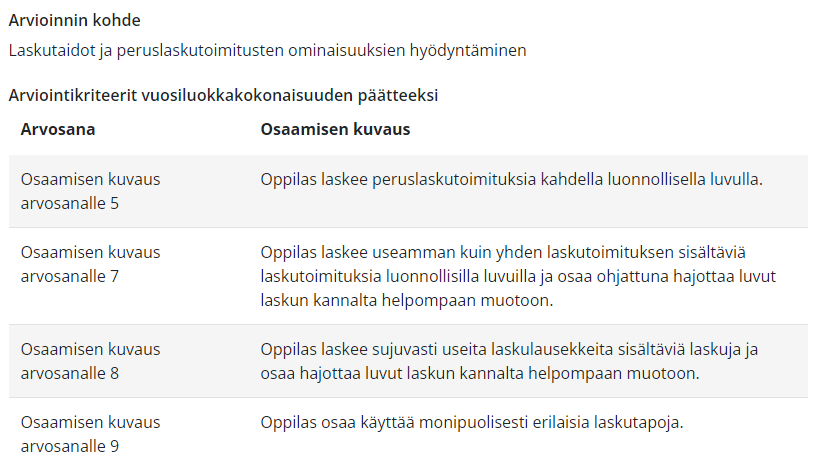 Arvioinnin kohde
Laskutaidot ja peruslaskutoimitusten ominaisuuksien hyödyntäminen
Arviointikriteerit vuosiluokkakokonaisuuden päätteeksi
Arvosana
Osaamisen kuvaus
Osaamisen kuvaus
arvosanalle 5
Oppilas laskee peruslaskutoimituksia kahdella luonnollisella luvulla.
Osaamisen kuvaus
arvosanalle 7
Oppilas laskee useamman kuin yhden laskutoimituksen sisältäviä
laskutoimituksia luonnollisilla luvuilla ja osaa ohjattuna hajottaa luvut
laskun kannalta helpompaan muotoon.
Osaamisen kuvaus
arvosanalle 8
Oppilas laskee sujuvasti useita laskulausekkeita sisältäviä laskuja ja
osaa hajottaa luvut laskun kannalta helpompaan muotoon.
Osaamisen kuvaus
arvosanalle 9
Oppilas osaa käyttää monipuolisesti erilaisia laskutapoja.